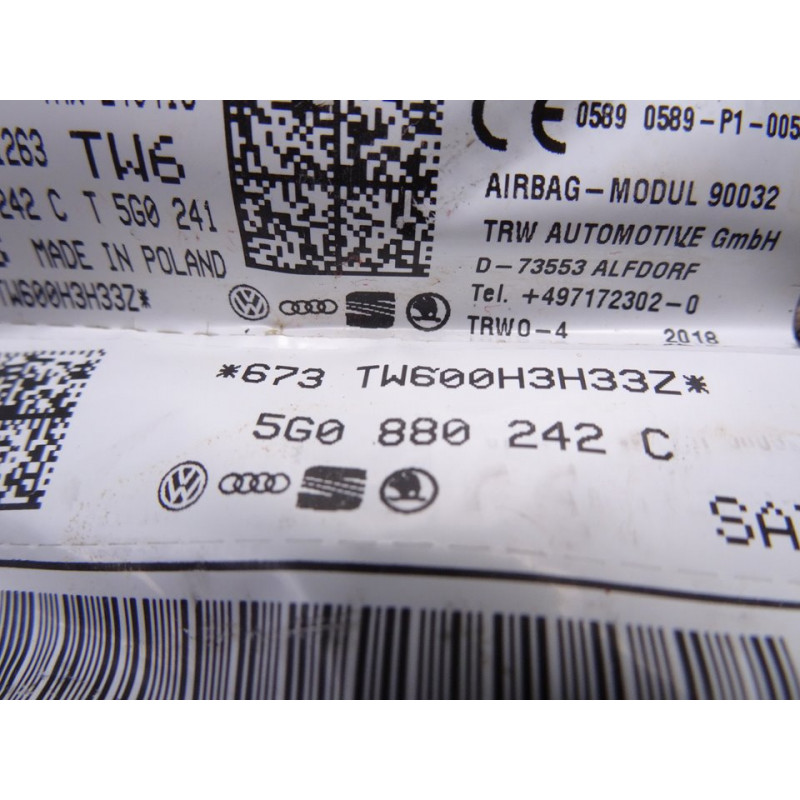 1263 TW6
242 C T 5G0 241
MADE IN POLAND
TW600H3H33Z*
CE 0589 0589-P1-005
AIRBAG-MODUL 90032
TRW AUTOMOTIVE GmbH
D-73553 ALFDORF
Tel. +497172302-0
TRW0-4 2018
*673 TW600H3H33Z*
5G0 880 242 C